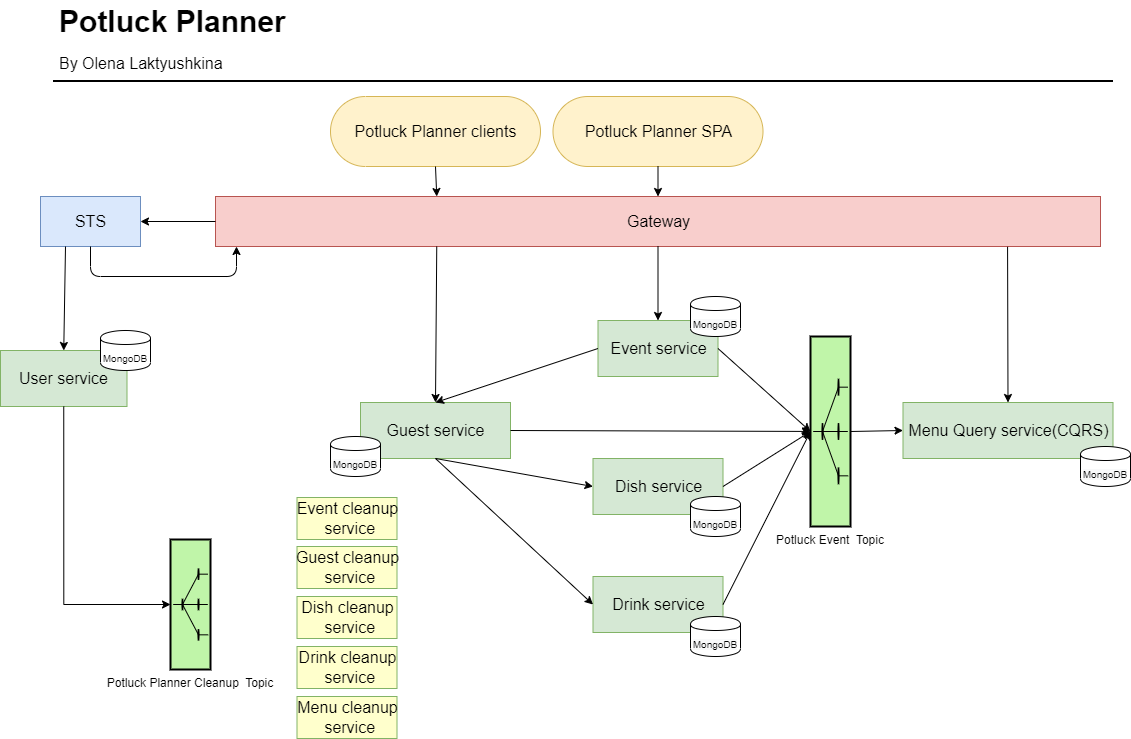 Potluck Planner
By Olena Laktyushkina
Potluck Planner clients
Potluck Planner SPA
STS
Gateway
MongoDB
Event service
MongoDB
User service
Guest service
MongoDB
Menu Query service(CQRS)
MongoDB
Dish service
MongoDB
Potluck Event  Topic
Event cleanup
service
Guest cleanup
service
Dish cleanup
service
Drink service
MongoDB
Drink cleanup
service
Potluck Planner Cleanup  Topic
Menu cleanup
service